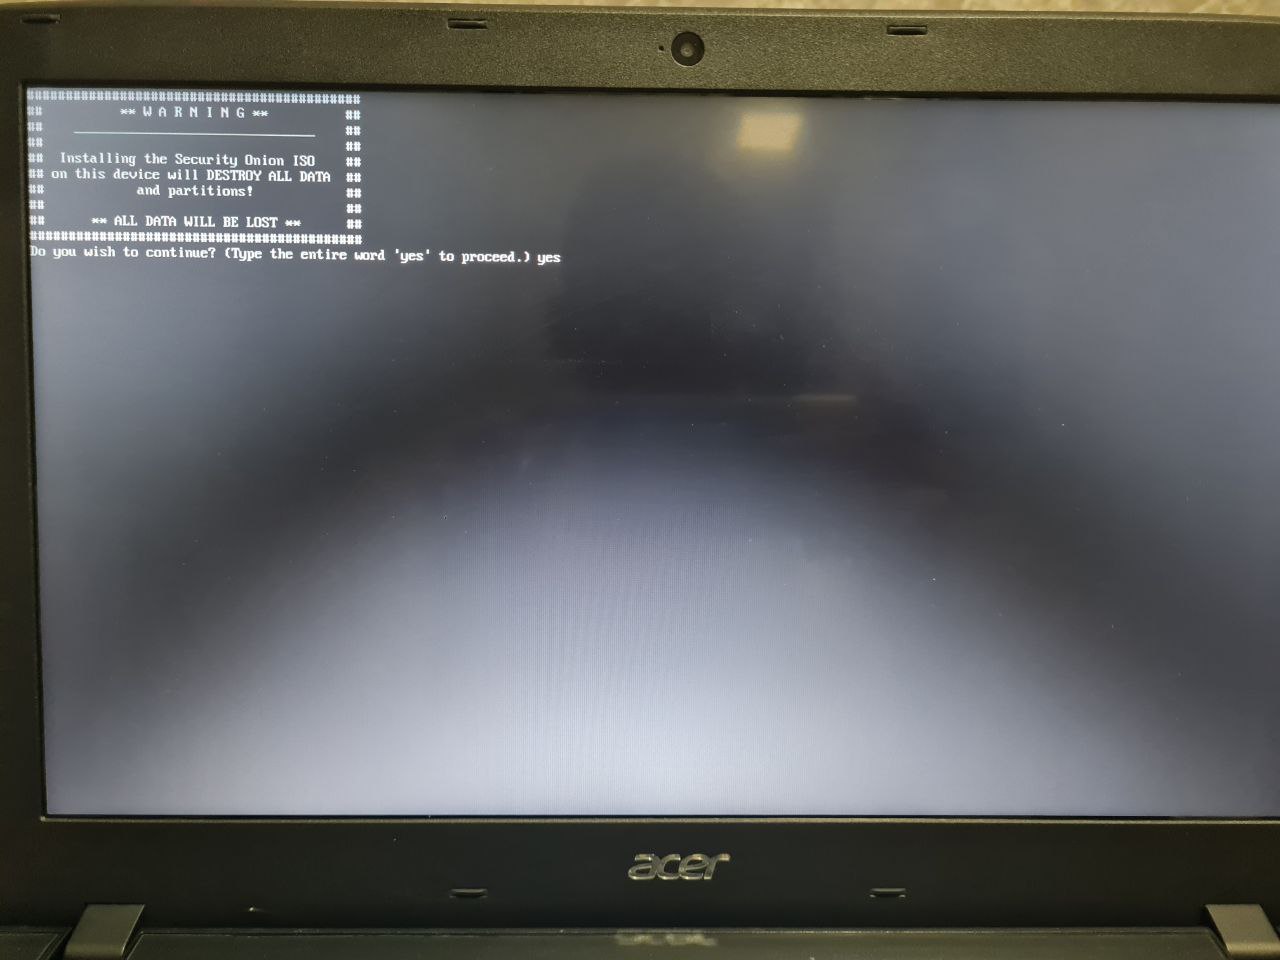 ###########################################
## ** W A R N I N G ** ##
## _______________________________ ##
## ##
## Installing the Security Onion ISO ##
## on this device will DESTROY ALL DATA ##
## and partitions! ##
## ##
## ** ALL DATA WILL BE LOST ** ##
###########################################
Do you wish to continue? (Type the entire word 'yes' to proceed.) yes
acer